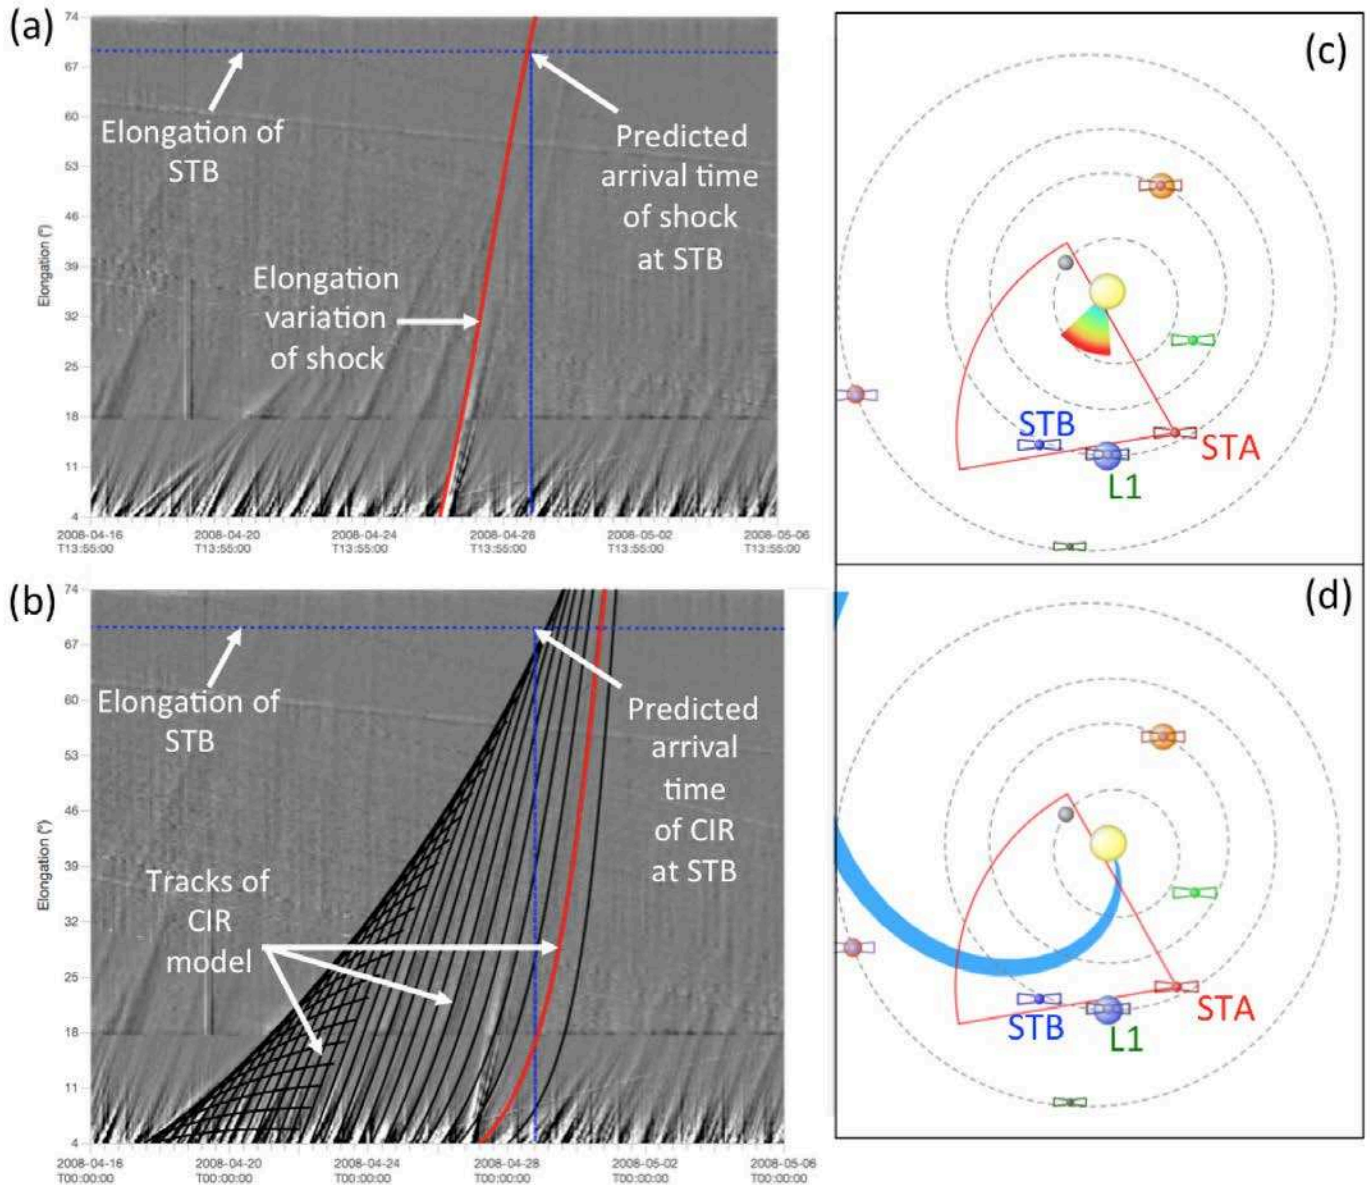 (a)
74
67
60
53
46
39
32
25
18
11
4
Elongation (°)
Elongation of
STB
Predicted
arrival time
of shock
at STB
Elongation
variation
of shock
2008-04-16
T13:55:00
2008-04-20
T13:55:00
2008-04-24
T13:55:00
2008-04-28
T13:55:00
2008-05-02
T13:55:00
2008-05-06
T13:55:00
(c)
STB
STA
L1
(b)
74
67
60
53
46
39
32
25
18
11
4
Elongation (°)
Elongation of
STB
Predicted
arrival
time
of CIR
at STB
Tracks of
CIR
model
2008-04-16
T00:00:00
2008-04-20
T00:00:00
2008-04-24
T00:00:00
2008-04-28
T00:00:00
2008-05-02
T00:00:00
2008-05-06
T00:00:00
(d)
STB
STA
L1